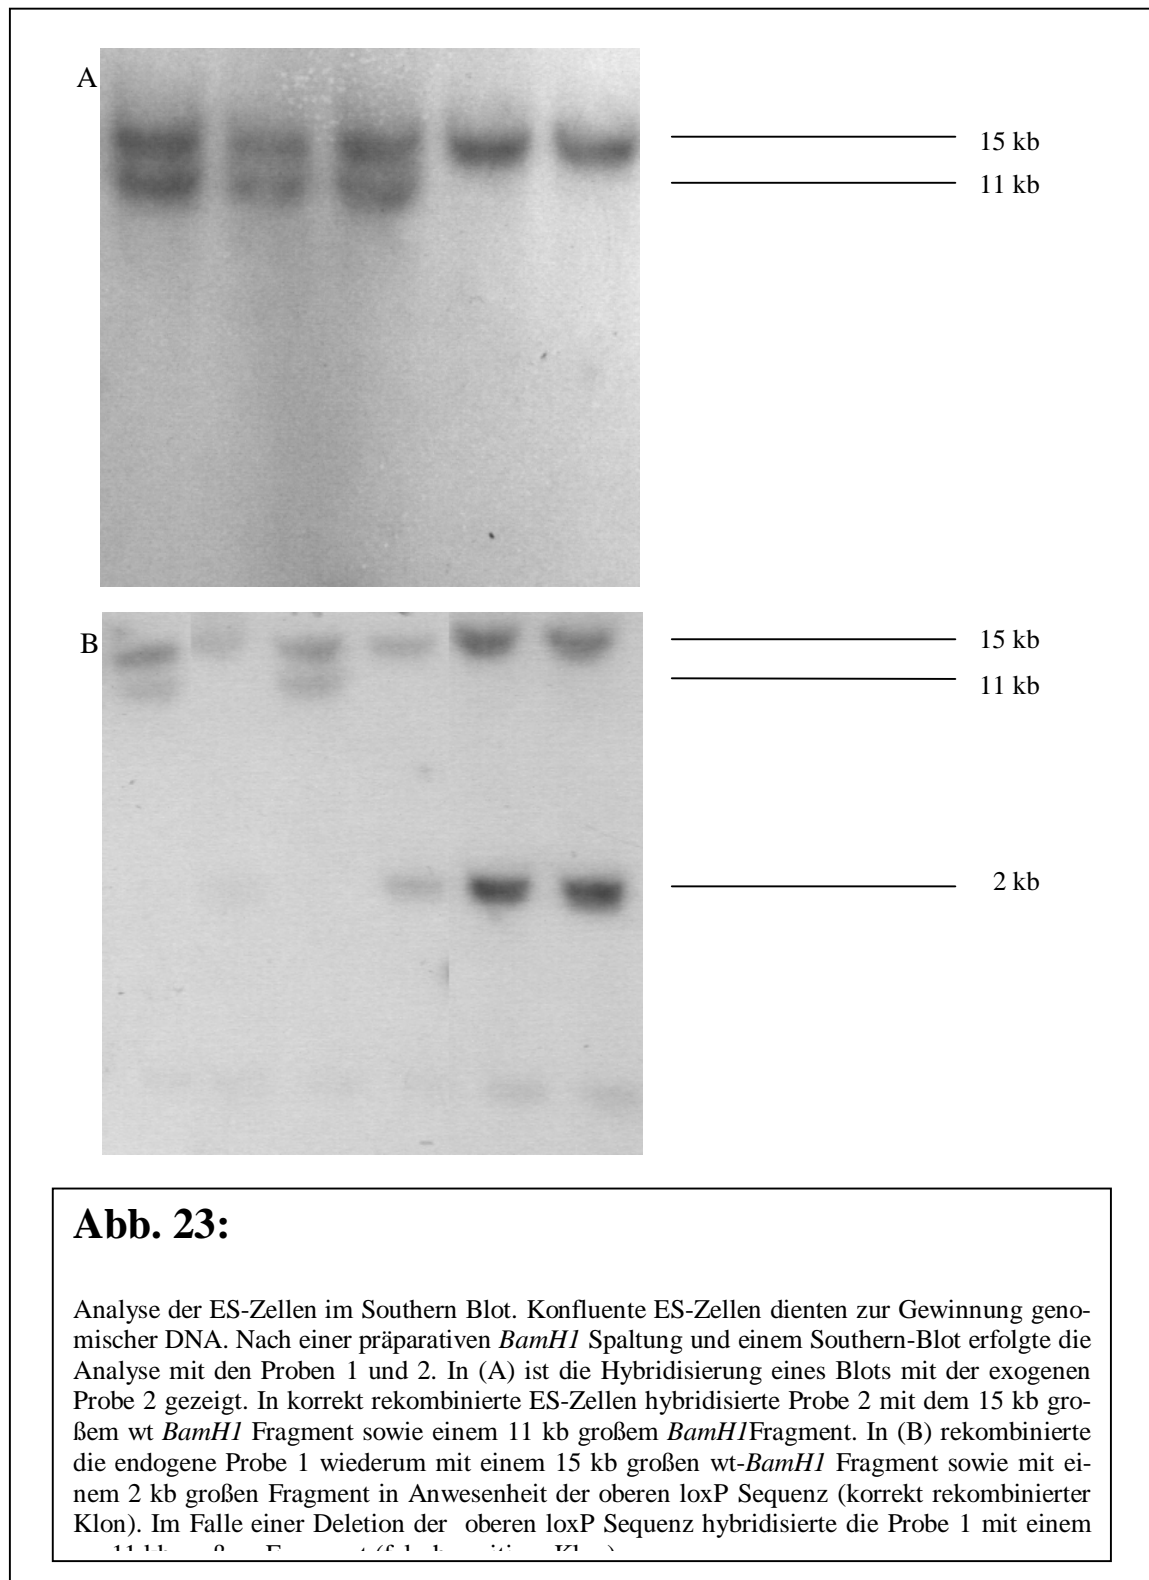 A
15 kb
11 kb
B
15 kb
11 kb
2 kb
Abb. 23:
Analyse der ES-Zellen im Southern Blot. Konfluente ES-Zellen dienten zur Gewinnung geno-
mischer DNA. Nach einer präparativen BamH1 Spaltung und einem Southern-Blot erfolgte die
Analyse mit den Proben 1 und 2. In (A) ist die Hybridisierung eines Blots mit der exogenen
Probe 2 gezeigt. In korrekt rekombinierte ES-Zellen hybridisierte Probe 2 mit dem 15 kb gro-
ßem wt BamH1 Fragment sowie einem 11 kb großem BamH1Fragment. In (B) rekombinierte
die endogene Probe 1 wiederum mit einem 15 kb großen wt-BamH1 Fragment sowie mit ei-
nem 2 kb großen Fragment in Anwesenheit der oberen loxP Sequenz (korrekt rekombinierter
Klon). Im Falle einer Deletion der oberen loxP Sequenz hybridisierte die Probe 1 mit einem
11 kb